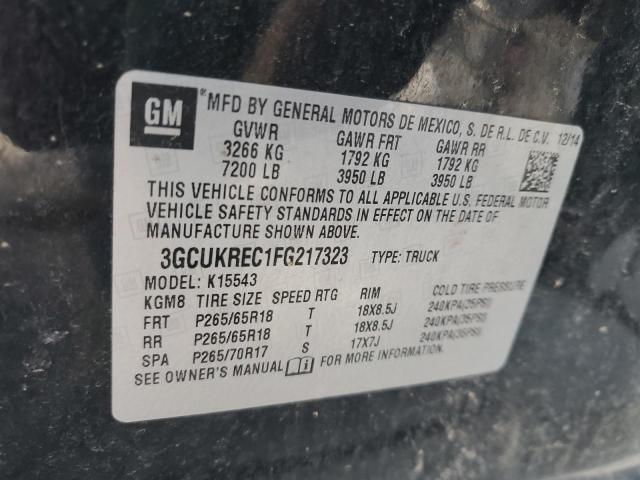 GM
®MFD BY GENERAL MOTORS DE MEXICO, S. DE R.L. DE C.V. 12/14
GVWR GAWR FRT GAWR RR
3266 KG 1792 KG 1792 KG
7200 LB 3950 LB 3950 LB
THIS VEHICLE CONFORMS TO ALL APPLICABLE U.S. FEDERAL MOTOR
VEHICLE SAFETY STANDARDS IN EFFECT ON THE DATE OF
MANUFACTURE SHOWN ABOVE.
3GCUKREC1FG217323 TYPE: TRUCK
MODEL: K15543
KGM8 TIRE SIZE SPEED RTG RIM COLD TIRE PRESSURE
FRT P265/65R18 T 18X8.5J 240KPA(35PSI)
RR P265/65R18 T 18X8.5J 240KPA(35PSI)
SPA P265/70R17 S 17X7J 240KPA(35PSI)
SEE OWNER'S MANUAL FOR MORE INFORMATION.